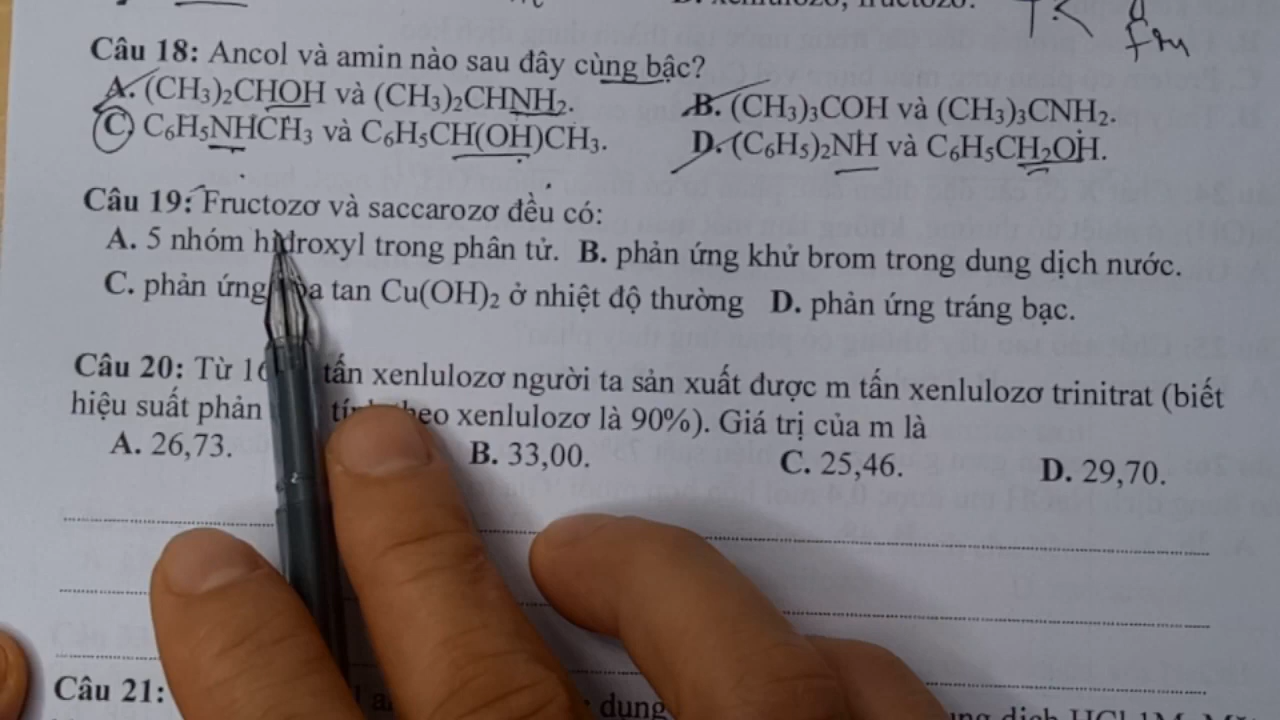 xenlulozơ, fructozơ.
Câu 18: Ancol và amin nào sau đây cùng bậc?
A. (CH₃)₂CHOH và (CH₃)₂CHNH₂. B. (CH₃)₃COH và (CH₃)₃CNH₂.
C. C₆H₅NHCH₃ và C₆H₅CH(OH)CH₃. D. (C₆H₅)₂NH và C₆H₅CH₂OH.
Câu 19: Fructozơ và saccarozơ đều có:
A. 5 nhóm hidroxyl trong phân tử. B. phản ứng khử brom trong dung dịch nước.
C. phản ứng tan Cu(OH)₂ ở nhiệt độ thường D. phản ứng tráng bạc.
Câu 20: Từ tấn xenlulozơ người ta sản xuất được m tấn xenlulozơ trinitrat (biết
hiệu suất phản theo xenlulozơ là 90%). Giá trị của m là
A. 26,73. B. 33,00. C. 25,46. D. 29,70.
Câu 21: dung dịch HCl